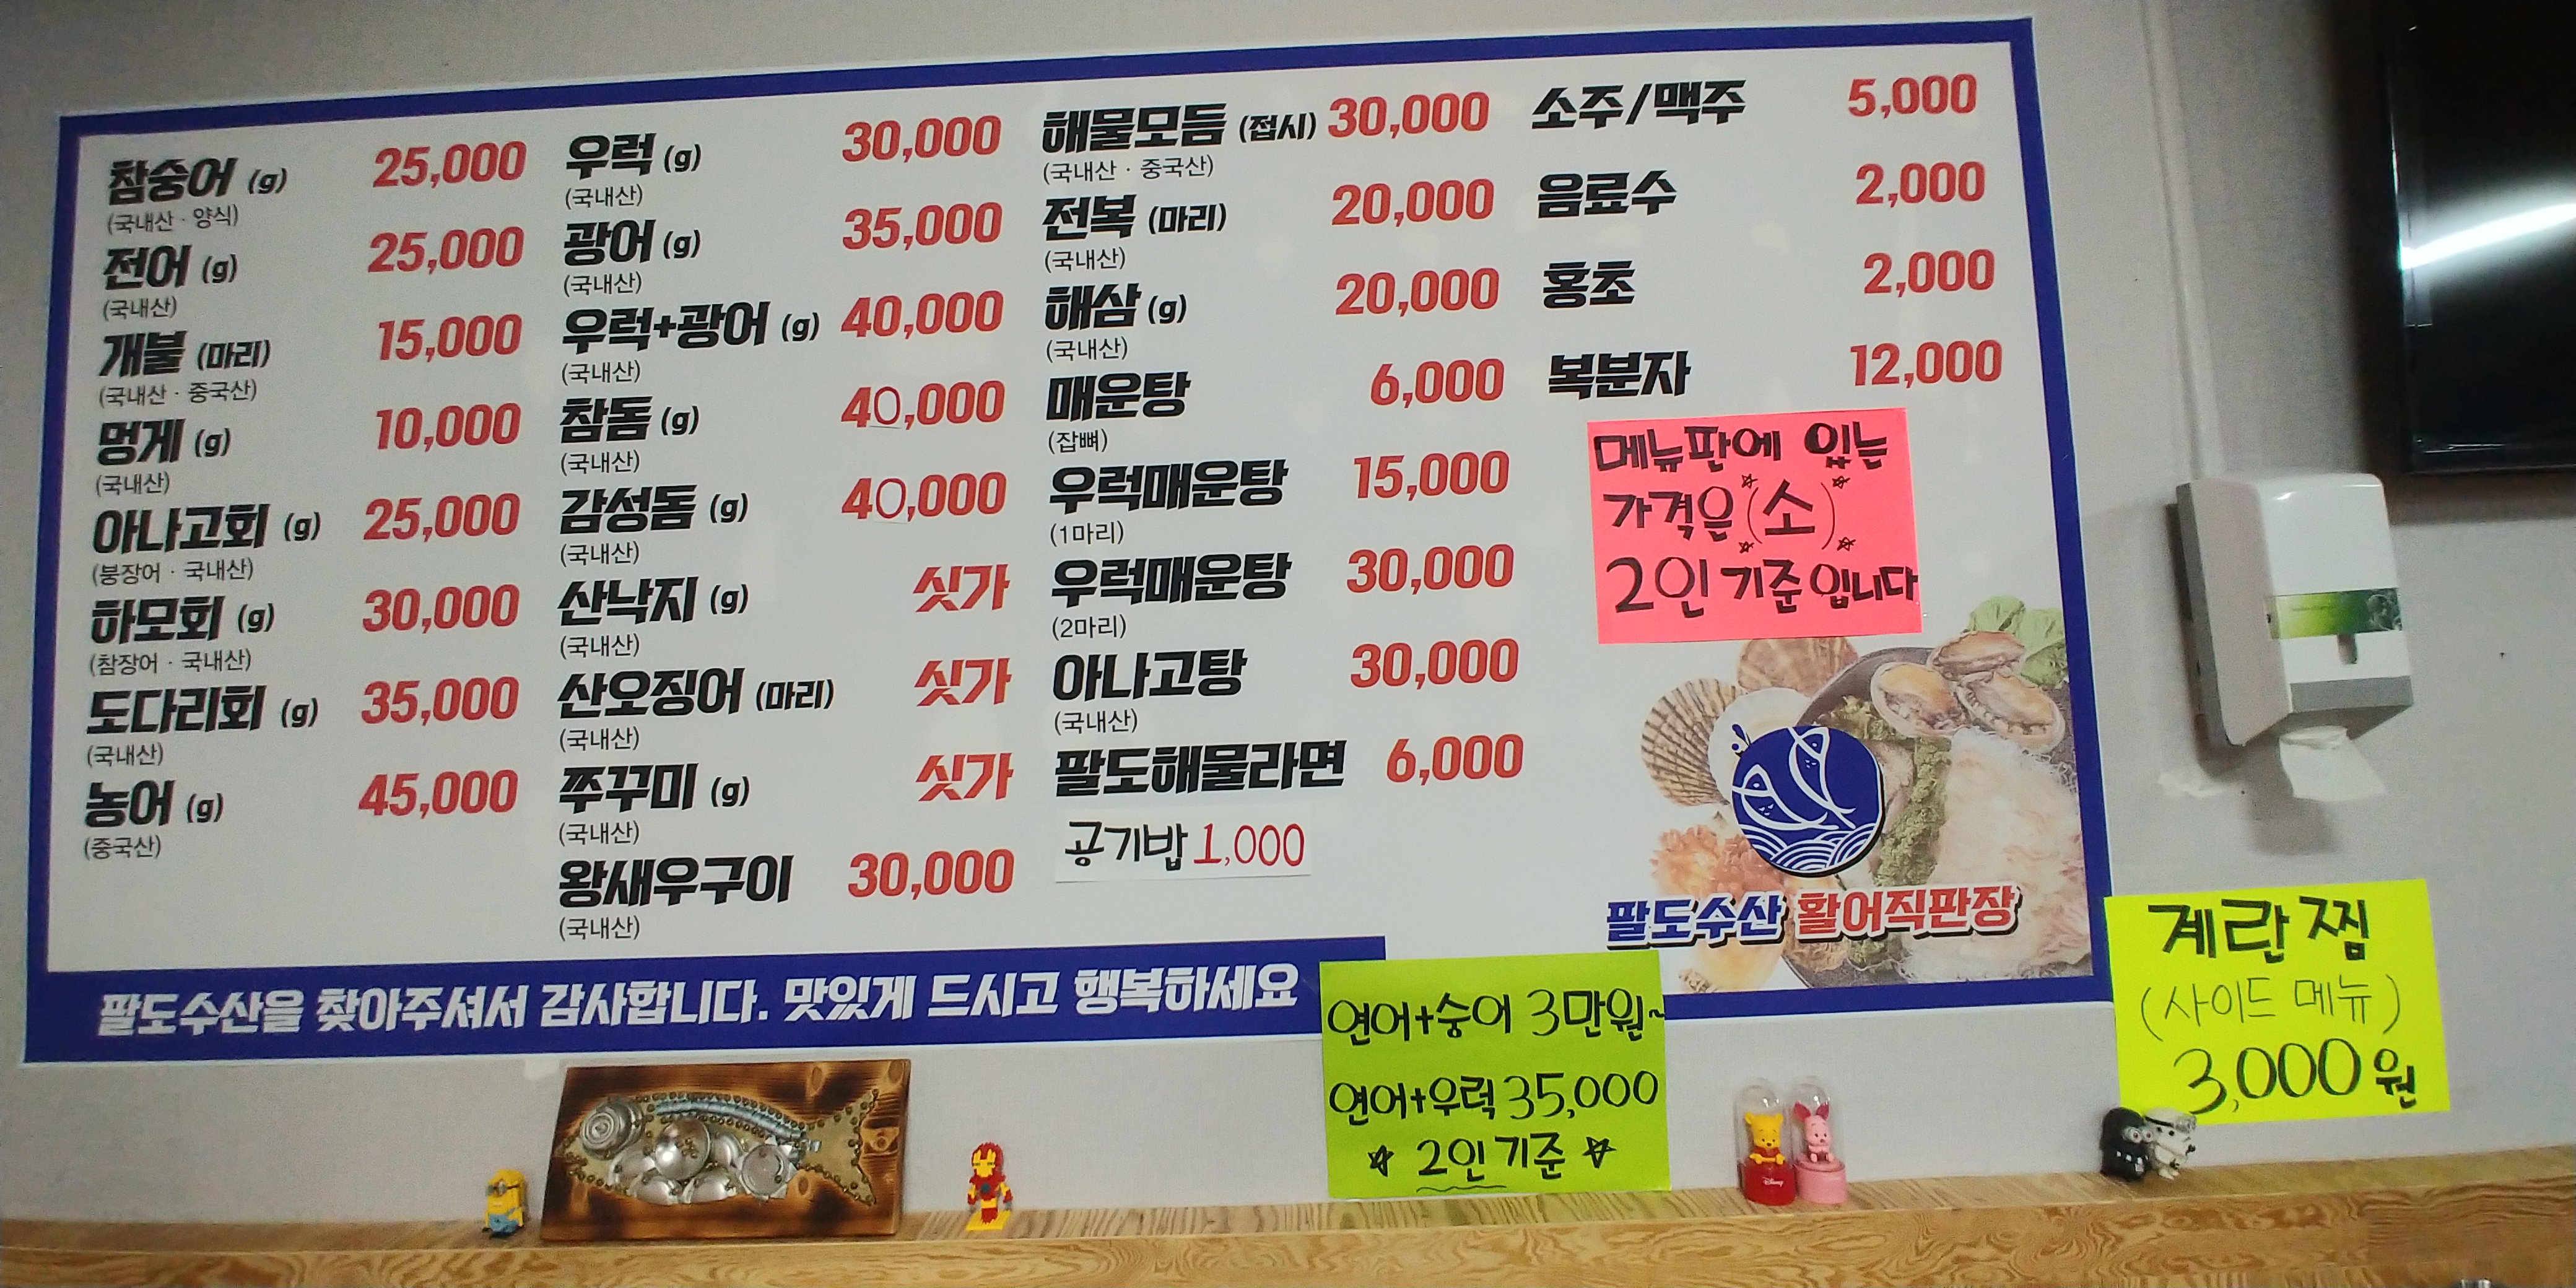 참숭어 (g) 25,000
(국내산 · 양식)
전어 (g) 25,000
(국내산)
개불 (마리) 15,000
(국내산 · 중국산)
멍게 (g) 10,000
(국내산)
아나고회 (g) 25,000
(붕장어 · 국내산)
하모회 (g) 30,000
(참장어 · 국내산)
도다리회 (g) 35,000
(국내산)
농어 (g) 45,000
(중국산)
우럭 (g) 30,000
(국내산)
광어 (g) 35,000
(국내산)
우럭+광어 (g) 40,000
(국내산)
참돔 (g) 40,000
(국내산)
감성돔 (g) 40,000
(국내산)
산낙지 (g) 싯가
(국내산)
산오징어 (마리) 싯가
(국내산)
쭈꾸미 (g) 싯가
(국내산)
왕새우구이 30,000
(국내산)
해물모듬 (접시) 30,000
(국내산 · 중국산)
전복 (마리) 20,000
(국내산)
해삼 (g) 20,000
(국내산)
매운탕 6,000
(잡뼈)
우럭매운탕 15,000
(1마리)
우럭매운탕 30,000
(2마리)
아나고탕 30,000
(국내산)
팔도해물라면 6,000
공기밥 1,000
소주/맥주 5,000
음료수 2,000
홍초 2,000
복분자 12,000
메뉴판에 있는
가격은 (소)
2인 기준 입니다
팔도수산 활어직판장
팔도수산을 찾아주셔서 감사합니다. 맛있게 드시고 행복하세요
연어+숭어 3만원~
연어+우럭 35,000
☆ 2인 기준 ☆
계란찜
(사이드 메뉴)
3,000원
Disney